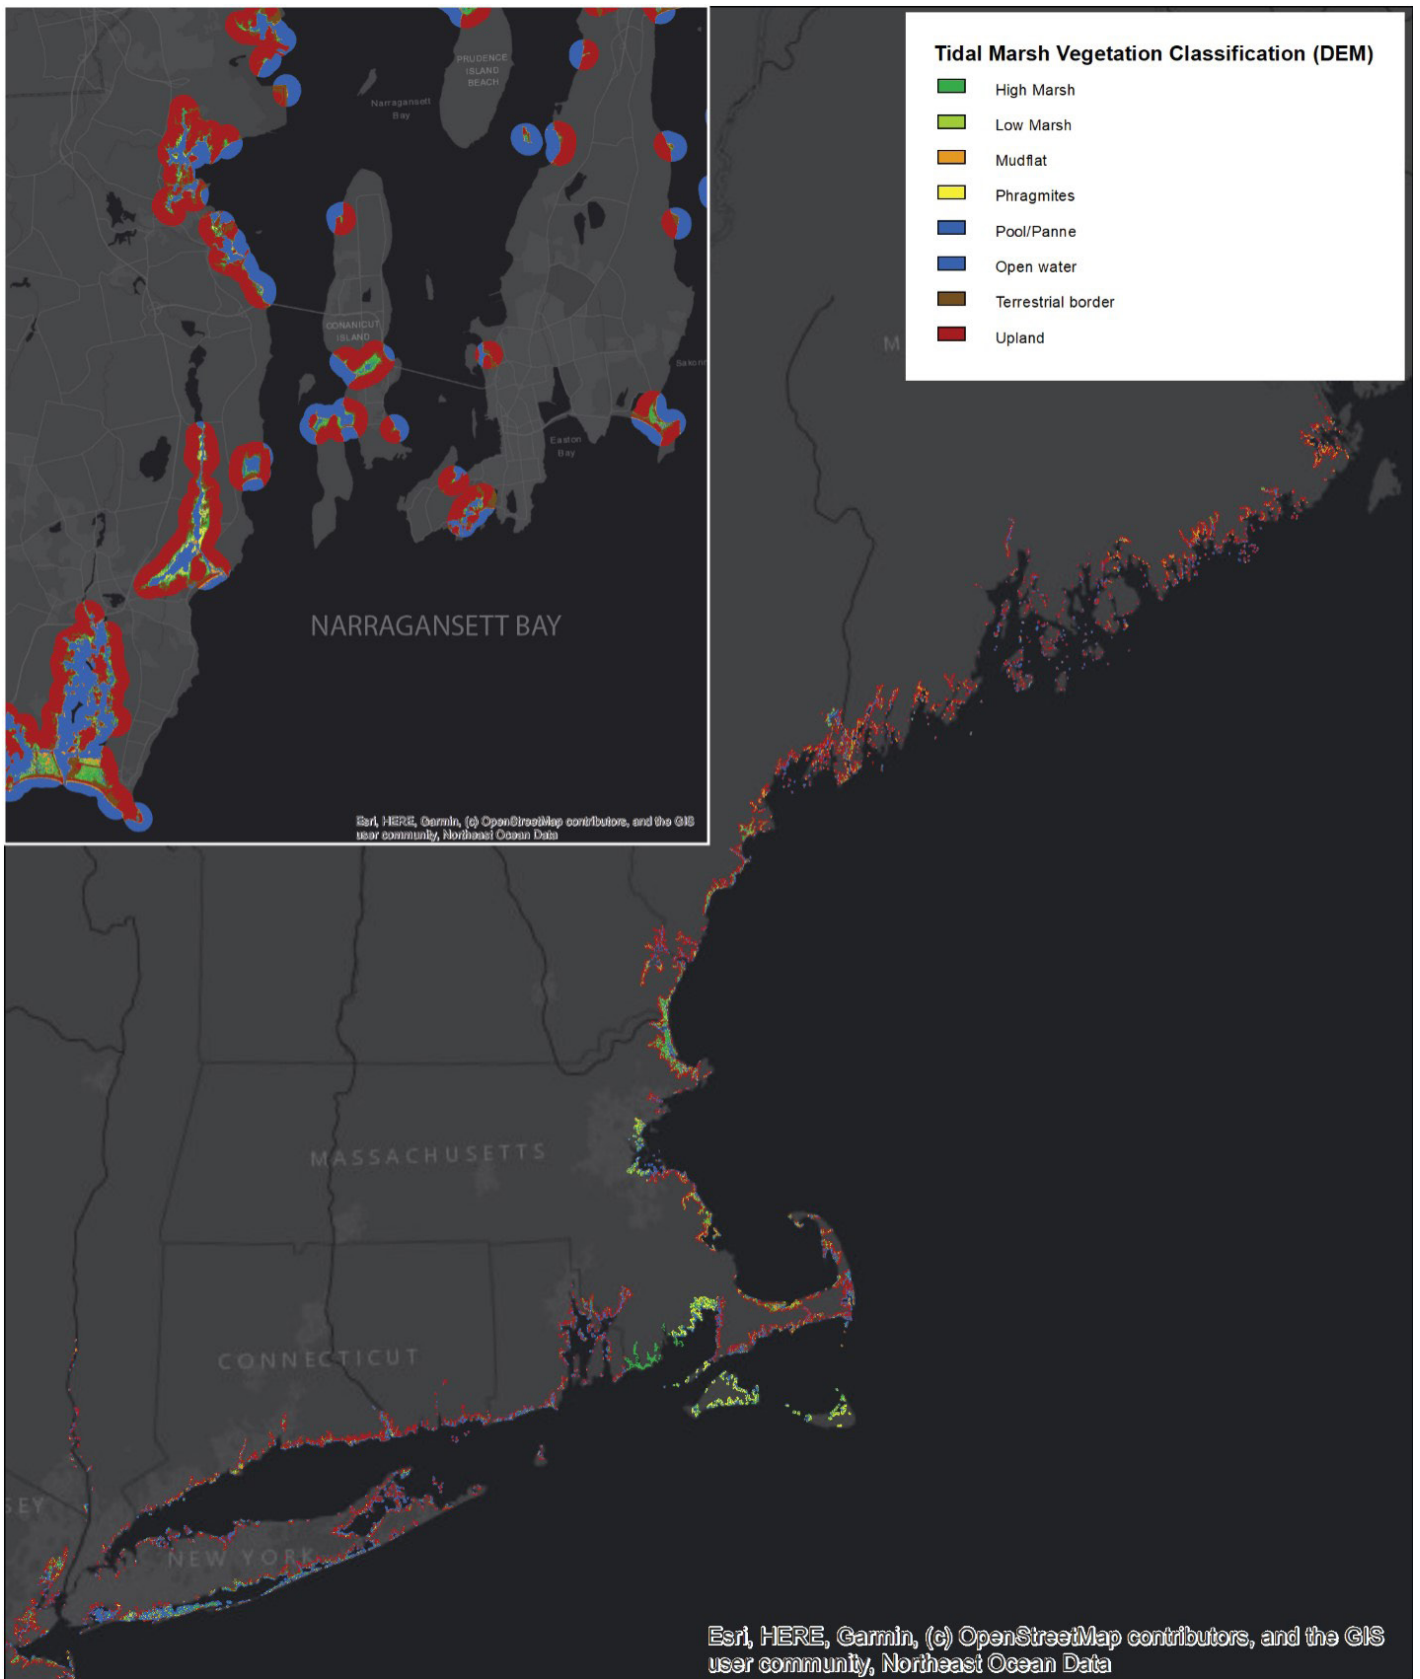 PRUDENCE
ISLAND
BEACH
Narragansett
Bay
CONANICUT
ISLAND
Easton
Bay
NARRAGANSETT BAY
Esri, HERE, Garmin, (c) OpenStreetMap contributors, and the GIS
user community, Northeast Ocean Data
Tidal Marsh Vegetation Classification (DEM)
High Marsh
Low Marsh
Mudflat
Phragmites
Pool/Panne
Open water
Terrestrial border
Upland
M
MASSACHUSETTS
CONNECTICUT
SEY
NEW YORK
Esri, HERE, Garmin, (c) OpenStreetMap contributors, and the GIS
user community, Northeast Ocean Data